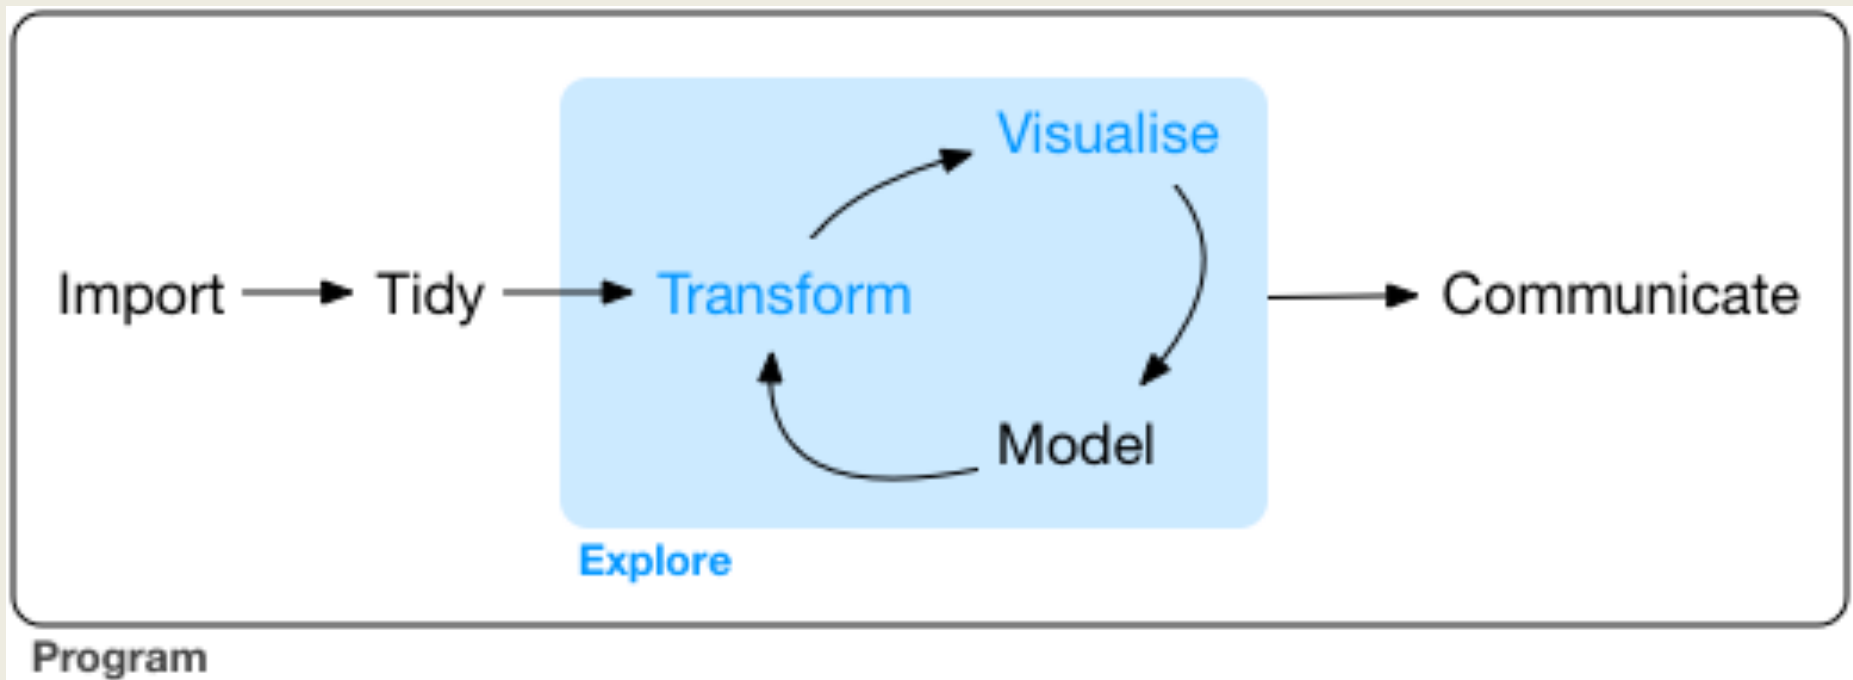 Visualise
Import Tidy Transform Communicate
Model
Explore
Program